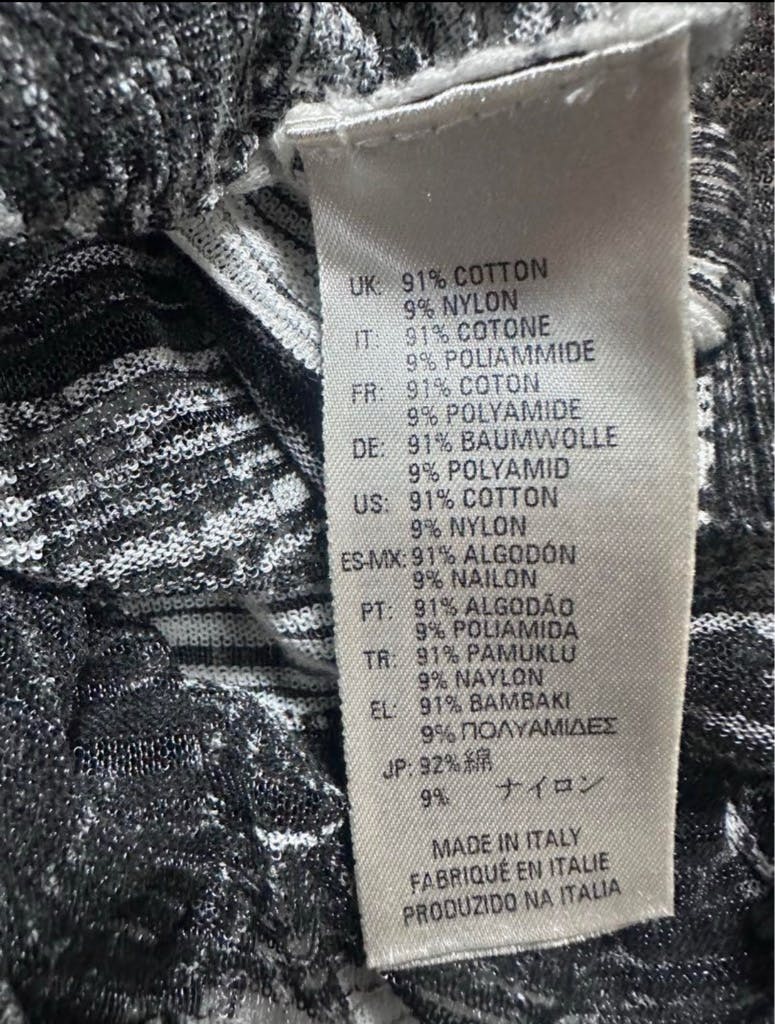 UK: 91% COTTON
9% NYLON
IT: 91% COTONE
9% POLIAMMIDE
FR: 91% COTON
9% POLYAMIDE
DE: 91% BAUMWOLLE
9% POLYAMID
US: 91% COTTON
9% NYLON
ES-MX: 91% ALGODÓN
9% NAILON
PT: 91% ALGODÃO
9% POLIAMIDA
TR: 91% PAMUKLU
9% NAYLON
EL: 91% BAMBAKI
9% ΠΟΛΥΑΜΙΔΕΣ
JP: 92% 綿
9% ナイロン
MADE IN ITALY
FABRIQUÉ EN ITALIE
PRODUZIDO NA ITALIA